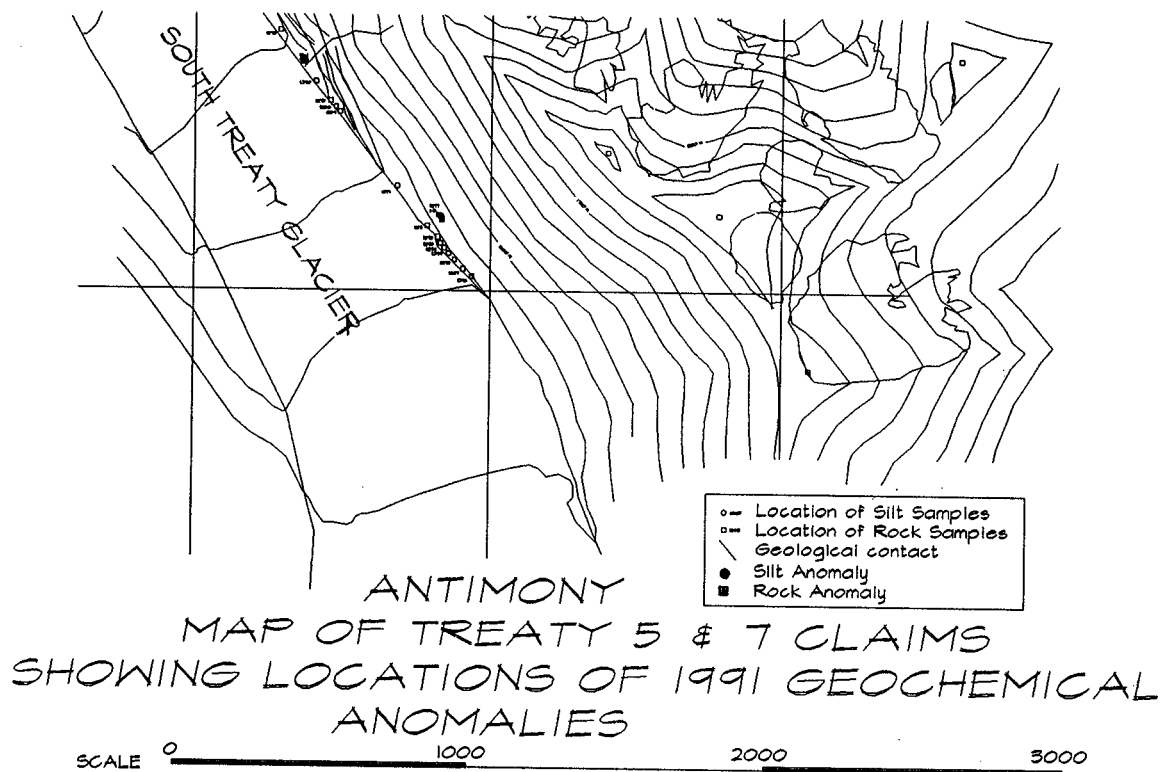 SOUTH TREATY GLACIER
Location of Silt Samples
Location of Rock Samples
Geological contact
Silt Anomaly
Rock Anomaly
ANTIMONY
MAP OF TREATY 5 & 7 CLAIMS
SHOWING LOCATIONS OF 1991 GEOCHEMICAL
ANOMALIES
SCALE 0 1000 2000 3000